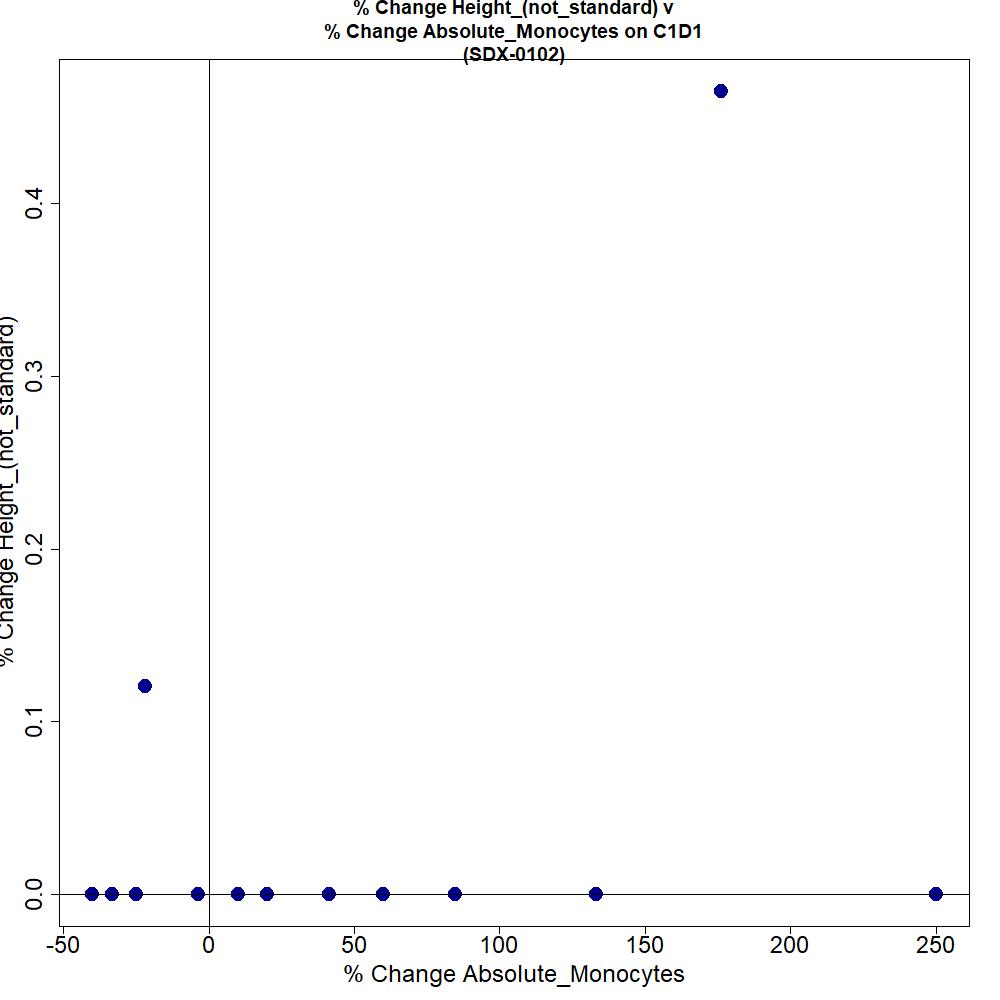 % Change Height_(not_standard) v
% Change Absolute_Monocytes on C1D1
(SDX-0102)
% Change Height_(not_standard)
0.4
0.3
0.2
0.1
0.0
-50 0 50 100 150 200 250
% Change Absolute_Monocytes